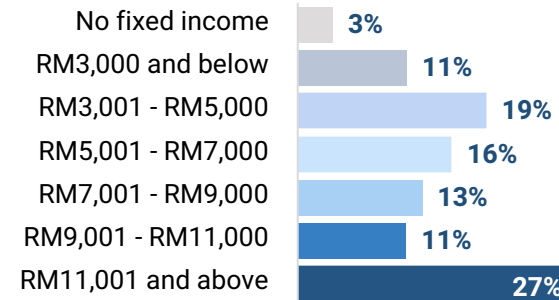 No fixed income 3%
RM3,000 and below 11%
RM3,001 - RM5,000 19%
RM5,001 - RM7,000 16%
RM7,001 - RM9,000 13%
RM9,001 - RM11,000 11%
RM11,001 and above 27%